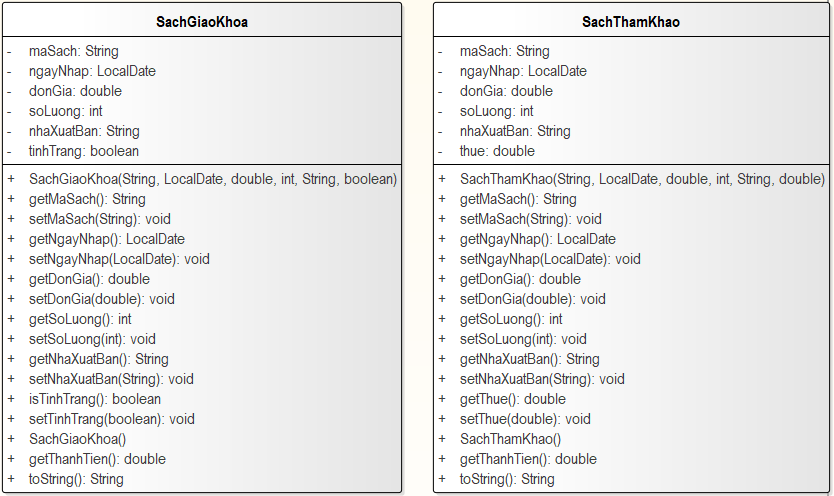 SachGiaoKhoa
- maSach: String
- ngayNhap: LocalDate
- donGia: double
- soLuong: int
- nhaXuatBan: String
- tinhTrang: boolean
+ SachGiaoKhoa(String, LocalDate, double, int, String, boolean)
+ getMaSach(): String
+ setMaSach(String): void
+ getNgayNhap(): LocalDate
+ setNgayNhap(LocalDate): void
+ getDonGia(): double
+ setDonGia(double): void
+ getSoLuong(): int
+ setSoLuong(int): void
+ getNhaXuatBan(): String
+ setNhaXuatBan(String): void
+ isTinhTrang(): boolean
+ setTinhTrang(boolean): void
+ SachGiaoKhoa()
+ getThanhTien(): double
+ toString(): String
SachThamKhao
- maSach: String
- ngayNhap: LocalDate
- donGia: double
- soLuong: int
- nhaXuatBan: String
- thue: double
+ SachThamKhao(String, LocalDate, double, int, String, double)
+ getMaSach(): String
+ setMaSach(String): void
+ getNgayNhap(): LocalDate
+ setNgayNhap(LocalDate): void
+ getDonGia(): double
+ setDonGia(double): void
+ getSoLuong(): int
+ setSoLuong(int): void
+ getNhaXuatBan(): String
+ setNhaXuatBan(String): void
+ getThue(): double
+ setThue(double): void
+ SachThamKhao()
+ getThanhTien(): double
+ toString(): String